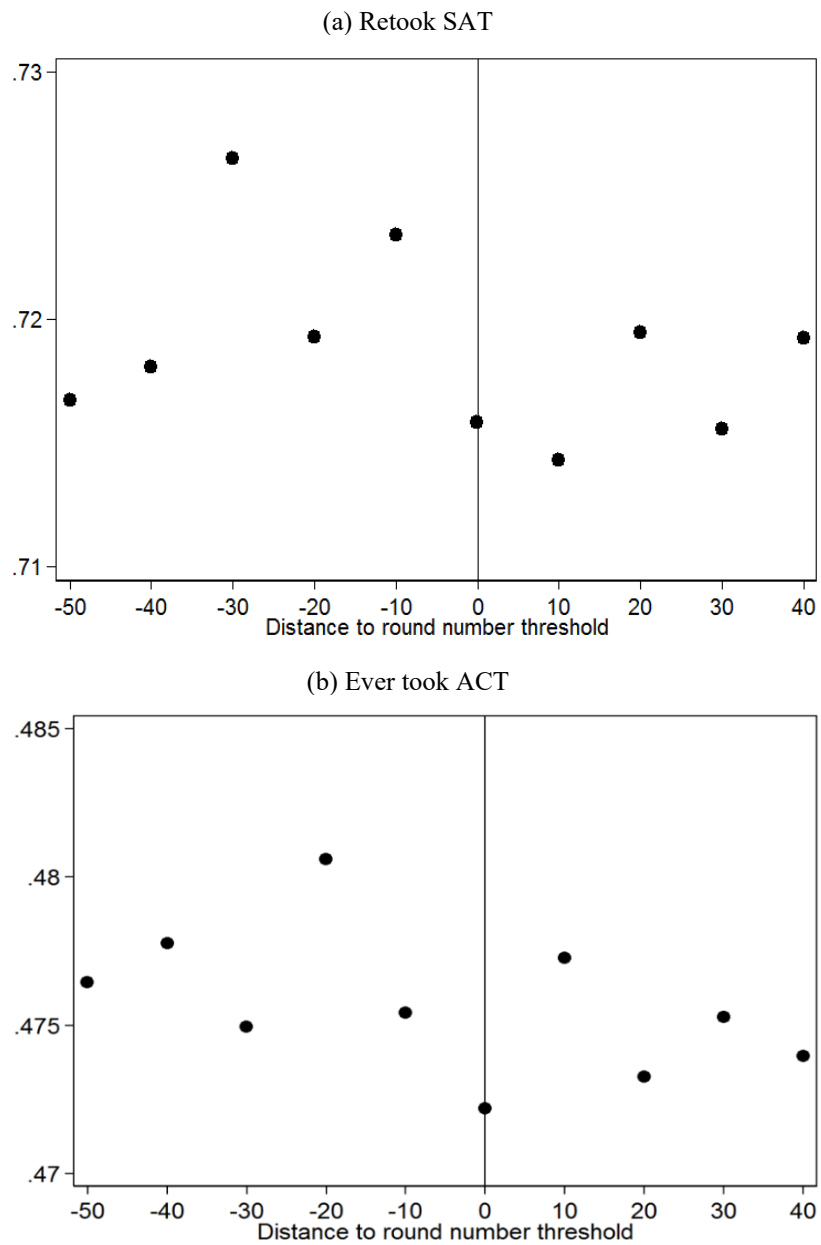 (a) Retook SAT
.73
.72
.71
-50 -40 -30 -20 -10 0 10 20 30 40
Distance to round number threshold
(b) Ever took ACT
.485
.48
.475
.47
-50 -40 -30 -20 -10 0 10 20 30 40
Distance to round number threshold